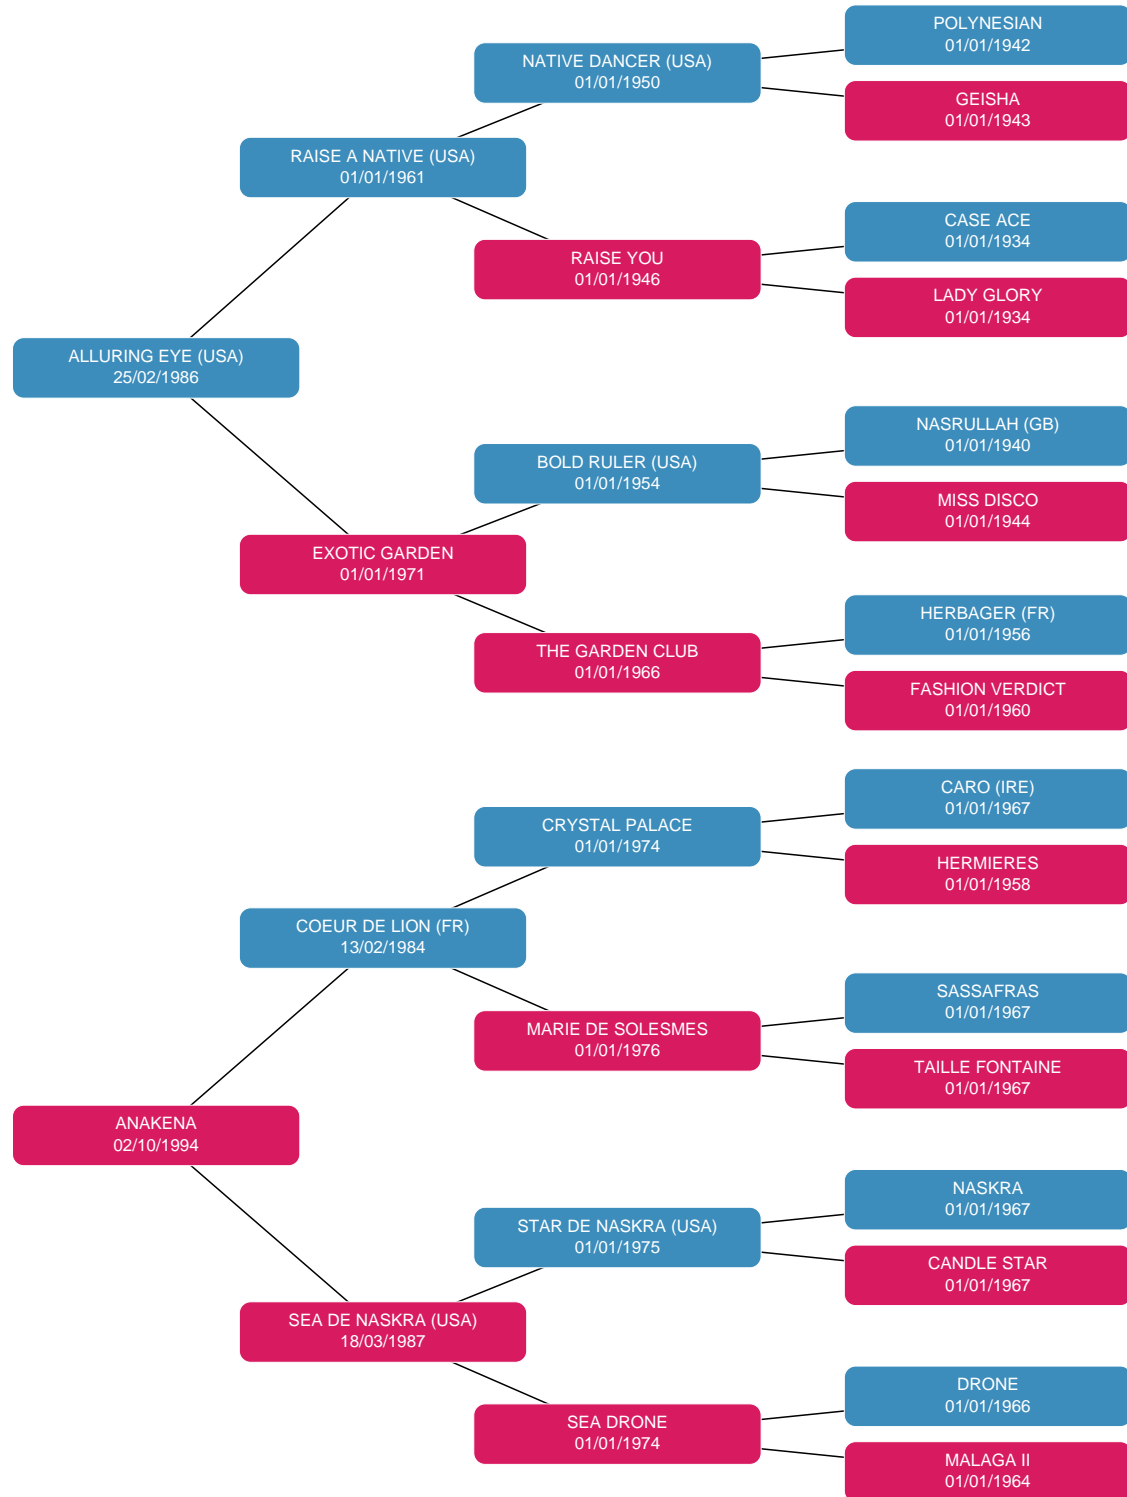 POLYNESIAN
01/01/1942
NATIVE DANCER (USA)
01/01/1950
GEISHA
01/01/1943
RAISE A NATIVE (USA)
01/01/1961
CASE ACE
01/01/1934
RAISE YOU
01/01/1946
LADY GLORY
01/01/1934
ALLURING EYE (USA)
25/02/1986
NASRULLAH (GB)
01/01/1940
BOLD RULER (USA)
01/01/1954
MISS DISCO
01/01/1944
EXOTIC GARDEN
01/01/1971
HERBAGER (FR)
01/01/1956
THE GARDEN CLUB
01/01/1966
FASHION VERDICT
01/01/1960
CARO (IRE)
01/01/1967
CRYSTAL PALACE
01/01/1974
HERMIERES
01/01/1958
COEUR DE LION (FR)
13/02/1984
SASSAFRAS
01/01/1967
MARIE DE SOLESMES
01/01/1976
TAILLE FONTAINE
01/01/1967
ANAKENA
02/10/1994
NASKRA
01/01/1967
STAR DE NASKRA (USA)
01/01/1975
CANDLE STAR
01/01/1967
SEA DE NASKRA (USA)
18/03/1987
DRONE
01/01/1966
SEA DRONE
01/01/1974
MALAGA II
01/01/1964